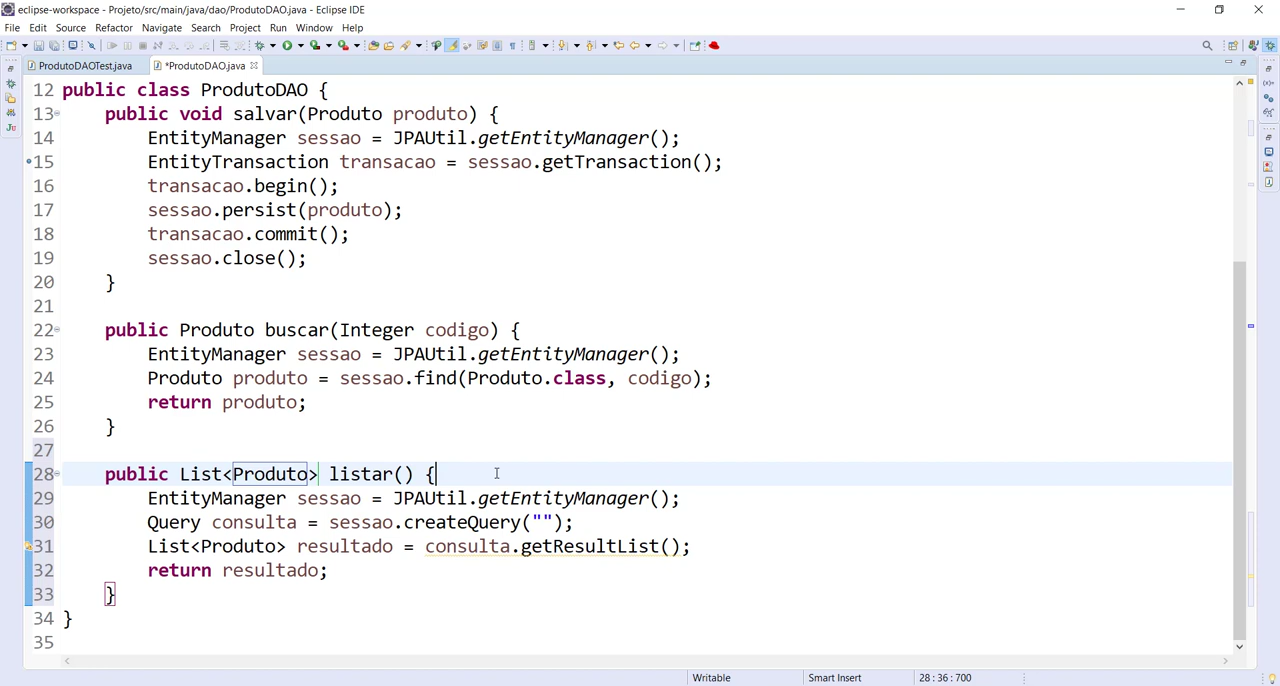 eclipse-workspace - Projeto/src/main/java/dao/ProdutoDAO.java - Eclipse IDE
File Edit Source Refactor Navigate Search Project Run Window Help
ProdutoDAOTest.java *ProdutoDAO.java
12 public class ProdutoDAO {
13 public void salvar(Produto produto) {
14 EntityManager sessao = JPAUtil.getEntityManager();
15 EntityTransaction transacao = sessao.getTransaction();
16 transacao.begin();
17 sessao.persist(produto);
18 transacao.commit();
19 sessao.close();
20 }
21
22 public Produto buscar(Integer codigo) {
23 EntityManager sessao = JPAUtil.getEntityManager();
24 Produto produto = sessao.find(Produto.class, codigo);
25 return produto;
26 }
27
28 public List<Produto> listar() {
29 EntityManager sessao = JPAUtil.getEntityManager();
30 Query consulta = sessao.createQuery("");
31 List<Produto> resultado = consulta.getResultList();
32 return resultado;
33 }
34 }
35
Writable Smart Insert 28 : 36 : 700